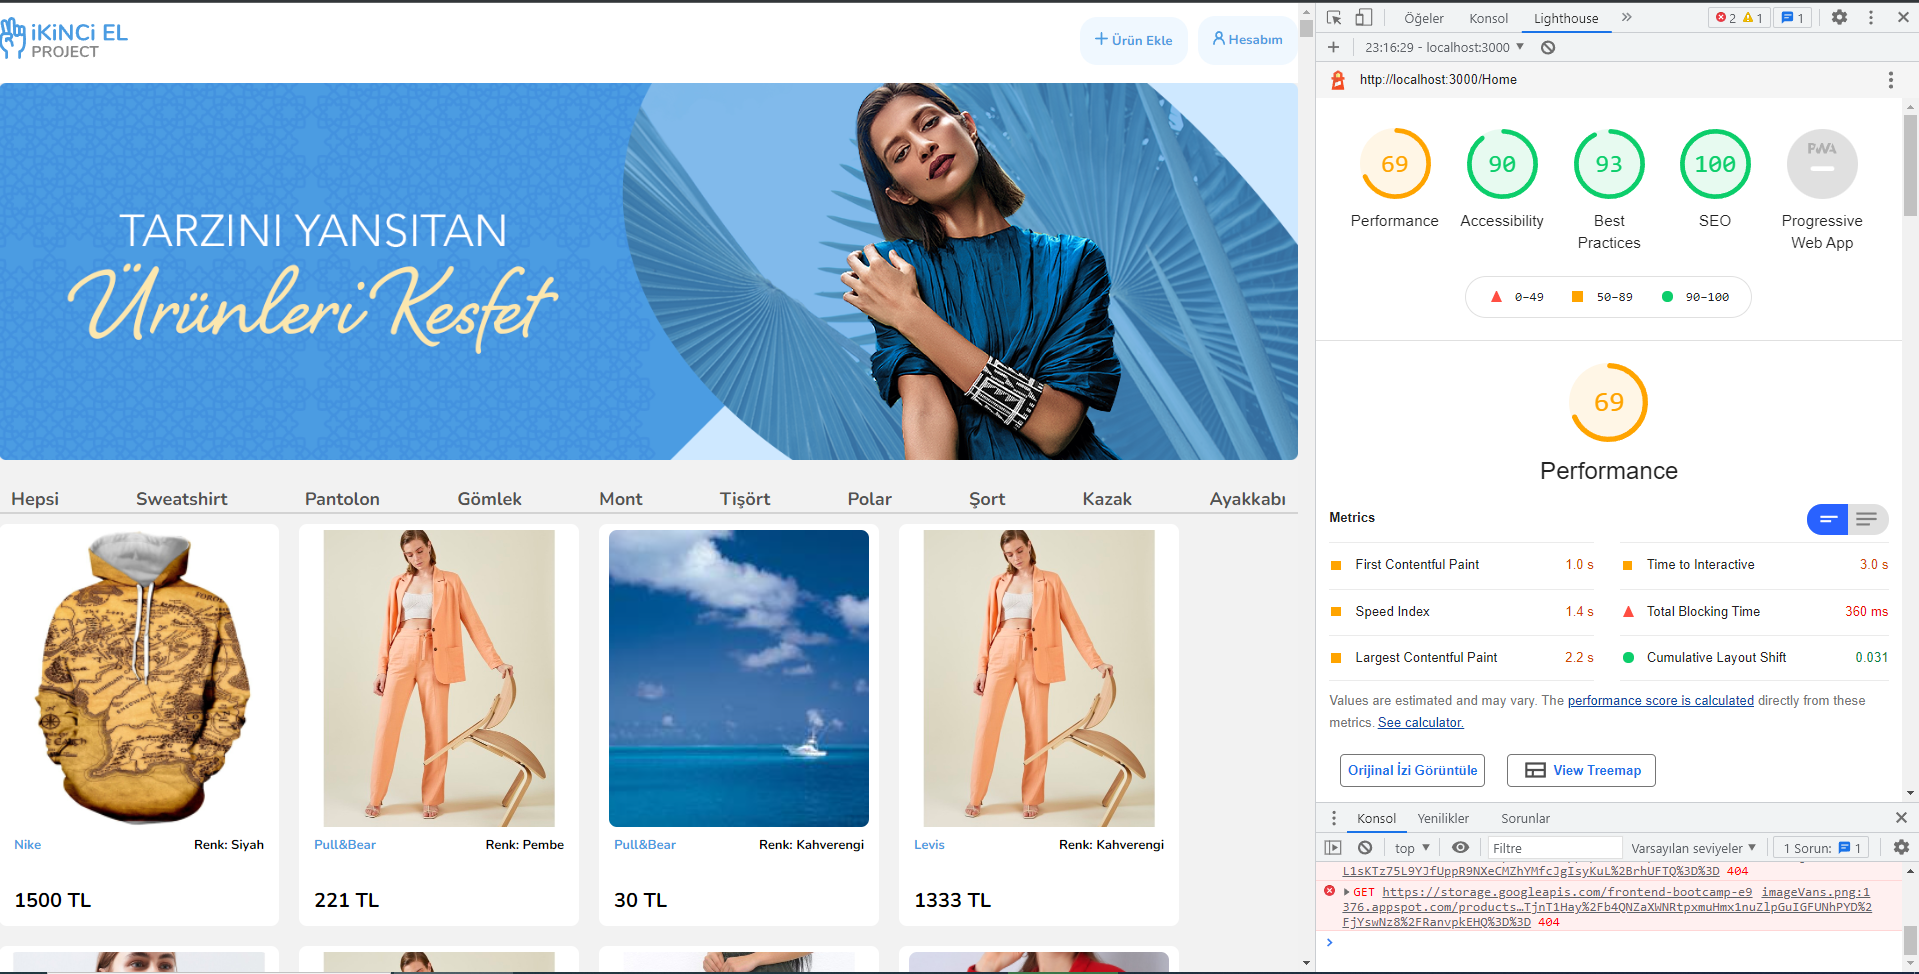 iKiNCi EL
PROJECT
Ürün Ekle
Hesabım
TARZINI YANSITAN
Ürünleri Kesfet
Hepsi
Sweatshirt
Pantolon
Gömlek
Mont
Tişört
Polar
Şort
Kazak
Ayakkabı
Nike
Renk: Siyah
1500 TL
Pull&Bear
Renk: Pembe
221 TL
Pull&Bear
Renk: Kahverengi
30 TL
Levis
Renk: Kahverengi
1333 TL
Öğeler
Konsol
Lighthouse
2
1
1
23:16:29 - localhost:3000
http://localhost:3000/Home
69
90
93
100
PWA
Performance
Accessibility
Best
Practices
SEO
Progressive
Web App
0–49
50–89
90–100
69
Performance
Metrics
First Contentful Paint
1.0 s
Time to Interactive
3.0 s
Speed Index
1.4 s
Total Blocking Time
360 ms
Largest Contentful Paint
2.2 s
Cumulative Layout Shift
0.031
Values are estimated and may vary. The performance score is calculated directly from these
metrics. See calculator.
Orijinal İzi Görüntüle
View Treemap
Konsol
Yenilikler
Sorunlar
top
Filtre
Varsayılan seviyeler
1 Sorun:
1
L1sKTz75L9YJfUppR9NXeCMZhYMfcJgIsyKuL%2BrhUFTQ%3D%3D 404
GET https://storage.googleapis.com/frontend-bootcamp-e9 imageVans.png:1
376.appspot.com/products…TjnT1Hay%2Fb4QNZaXWNRtpxmuHmx1nuZlpGuIGFUNhPYD%2
FjYswNz8%2FRanvpkEHQ%3D%3D 404